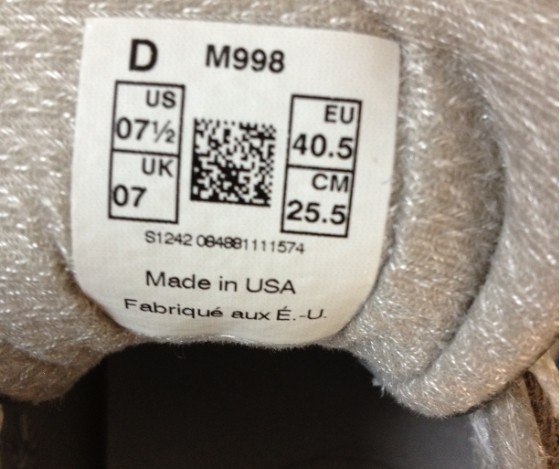 D M998
US EU
07½ 40.5
UK CM
07 25.5
S1242 084881111574
Made in USA
Fabriqué aux É.-U.